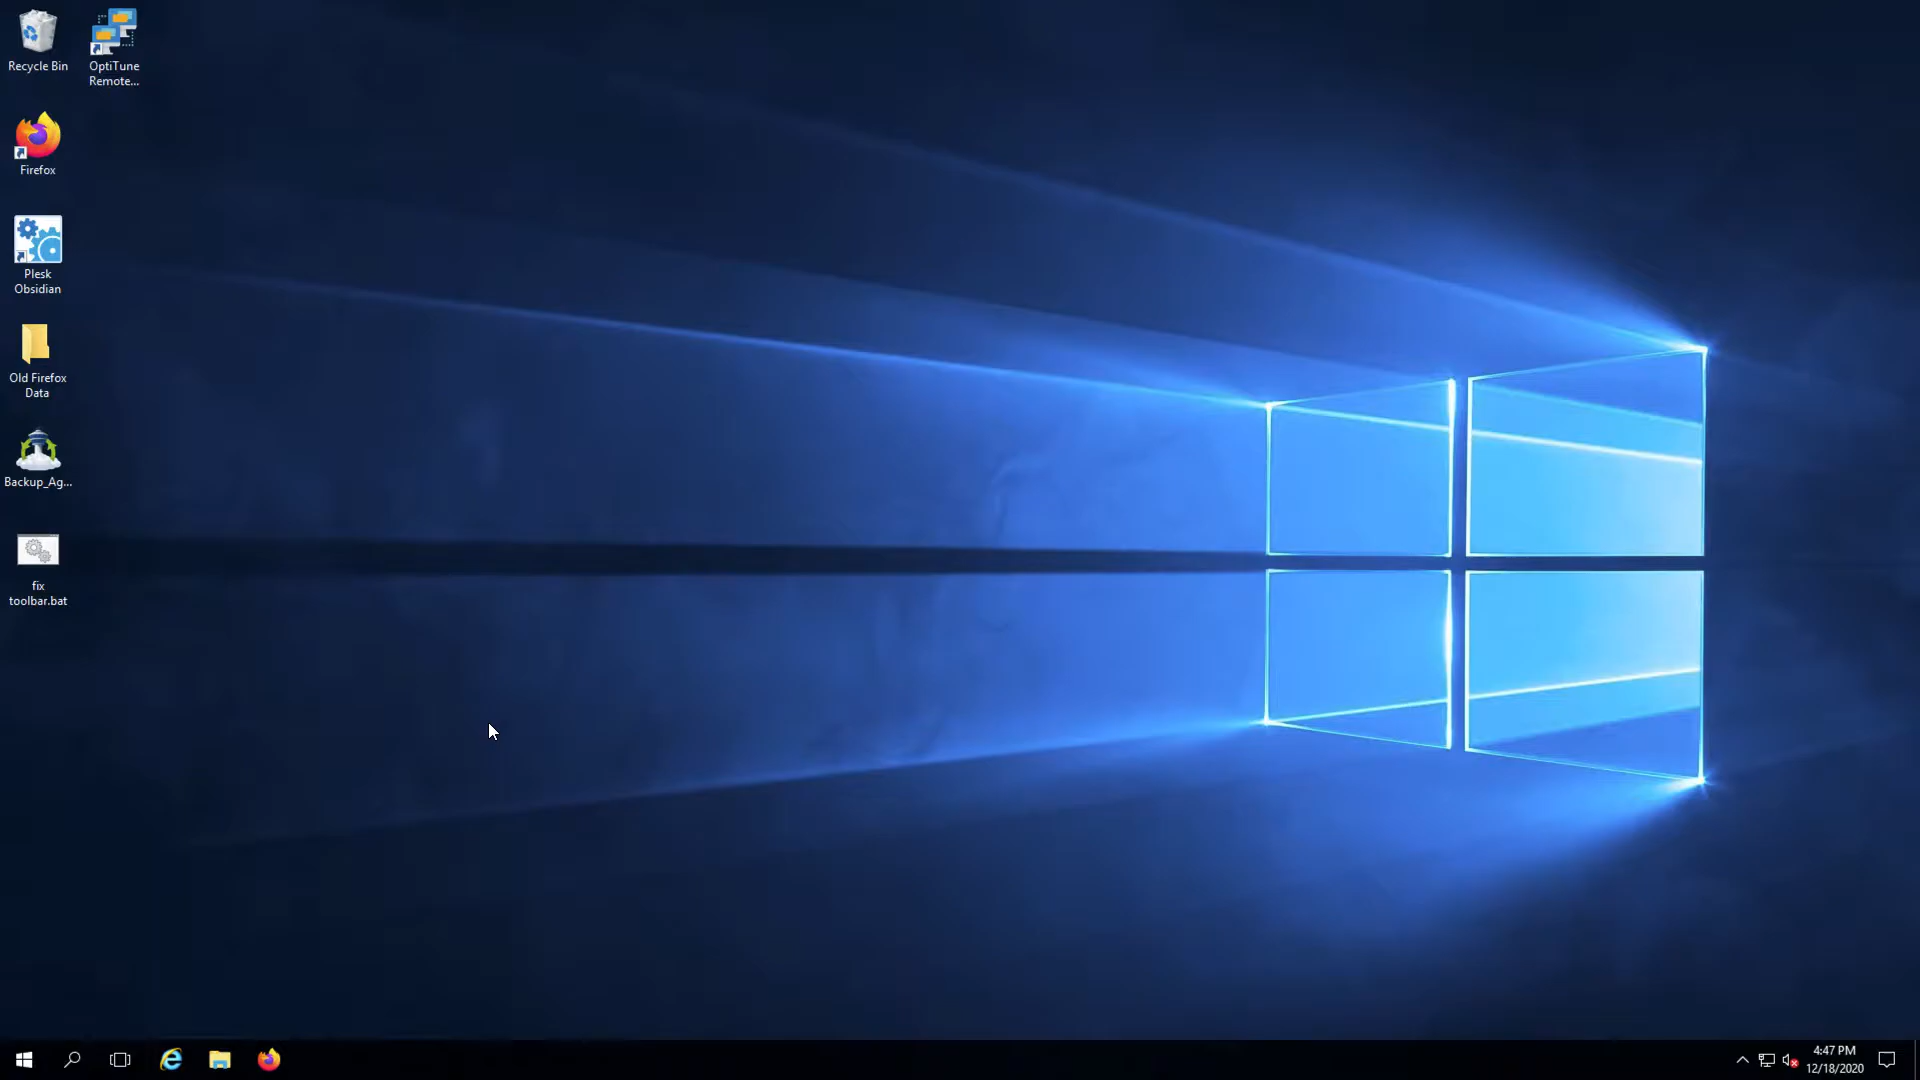 Recycle Bin
OptiTune
Remote...
Firefox
Plesk
Obsidian
Old Firefox
Data
Backup_Ag...
fix
toolbar.bat
4:47 PM
12/18/2020